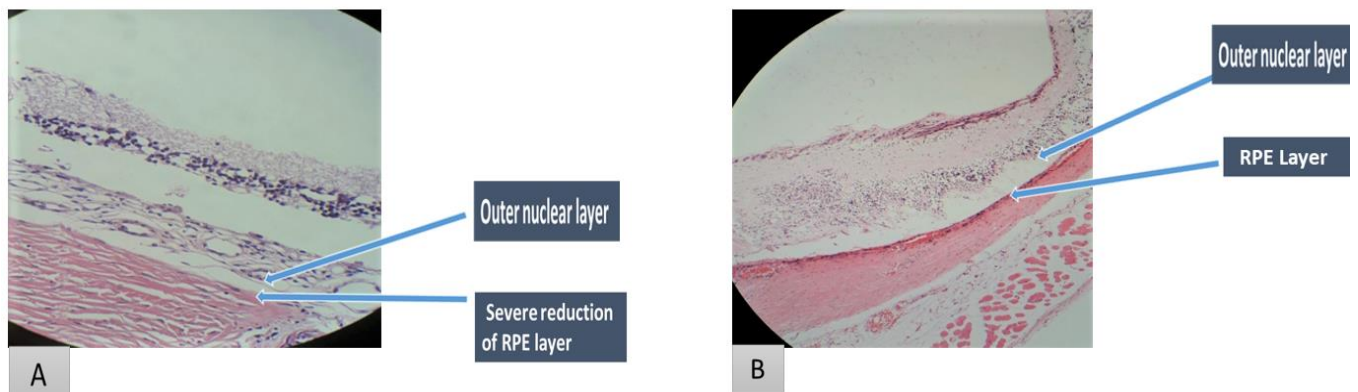 Outer nuclear layer
Severe reduction
of RPE layer
A
Outer nuclear layer
RPE Layer
B